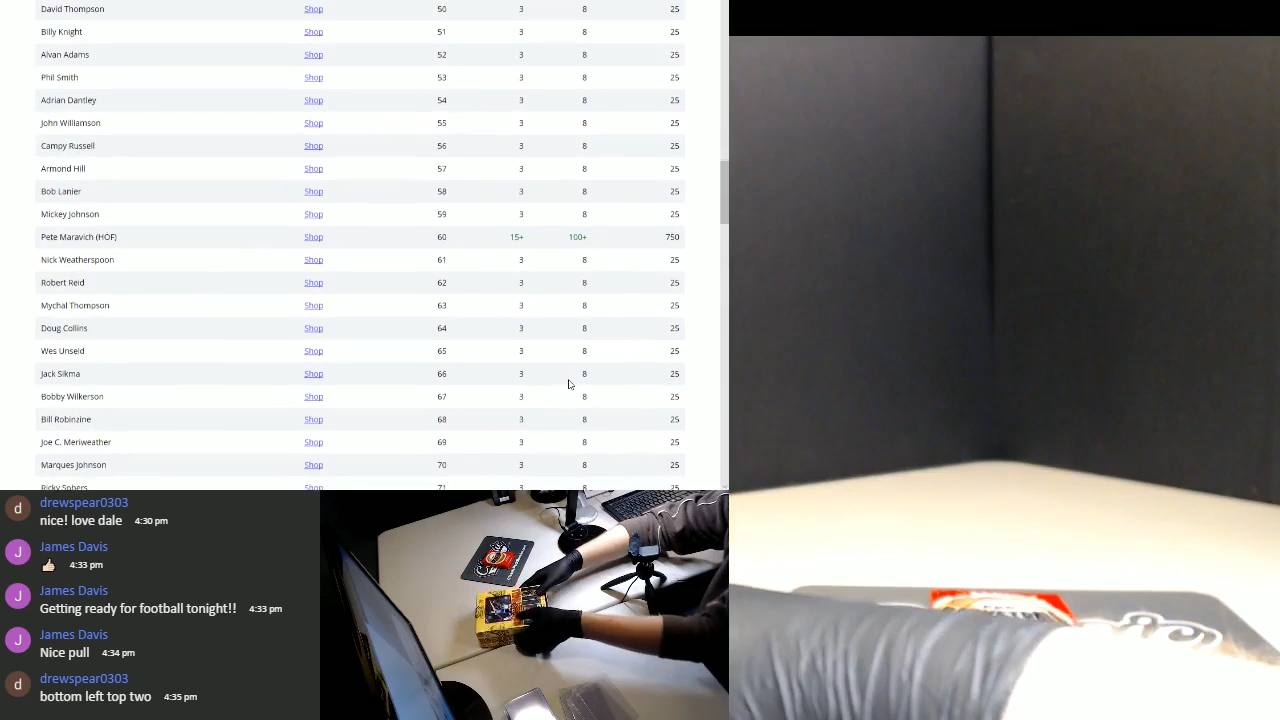 David Thompson Shop 50 3 8 25
Billy Knight Shop 51 3 8 25
Alvan Adams Shop 52 3 8 25
Phil Smith Shop 53 3 8 25
Adrian Dantley Shop 54 3 8 25
John Williamson Shop 55 3 8 25
Campy Russell Shop 56 3 8 25
Armond Hill Shop 57 3 8 25
Bob Lanier Shop 58 3 8 25
Mickey Johnson Shop 59 3 8 25
Pete Maravich (HOF) Shop 60 15+ 100+ 750
Nick Weatherspoon Shop 61 3 8 25
Robert Reid Shop 62 3 8 25
Mychal Thompson Shop 63 3 8 25
Doug Collins Shop 64 3 8 25
Wes Unseld Shop 65 3 8 25
Jack Sikma Shop 66 3 8 25
Bobby Wilkerson Shop 67 3 8 25
Bill Robinzine Shop 68 3 8 25
Joe C. Meriweather Shop 69 3 8 25
Marques Johnson Shop 70 3 8 25
Ricky Sobers Shop 71 3 8 25
d drewspear0303
nice! love dale 4:30 pm
J James Davis
4:33 pm
J James Davis
Getting ready for football tonight!! 4:33 pm
J James Davis
Nice pull 4:34 pm
d drewspear0303
bottom left top two 4:35 pm